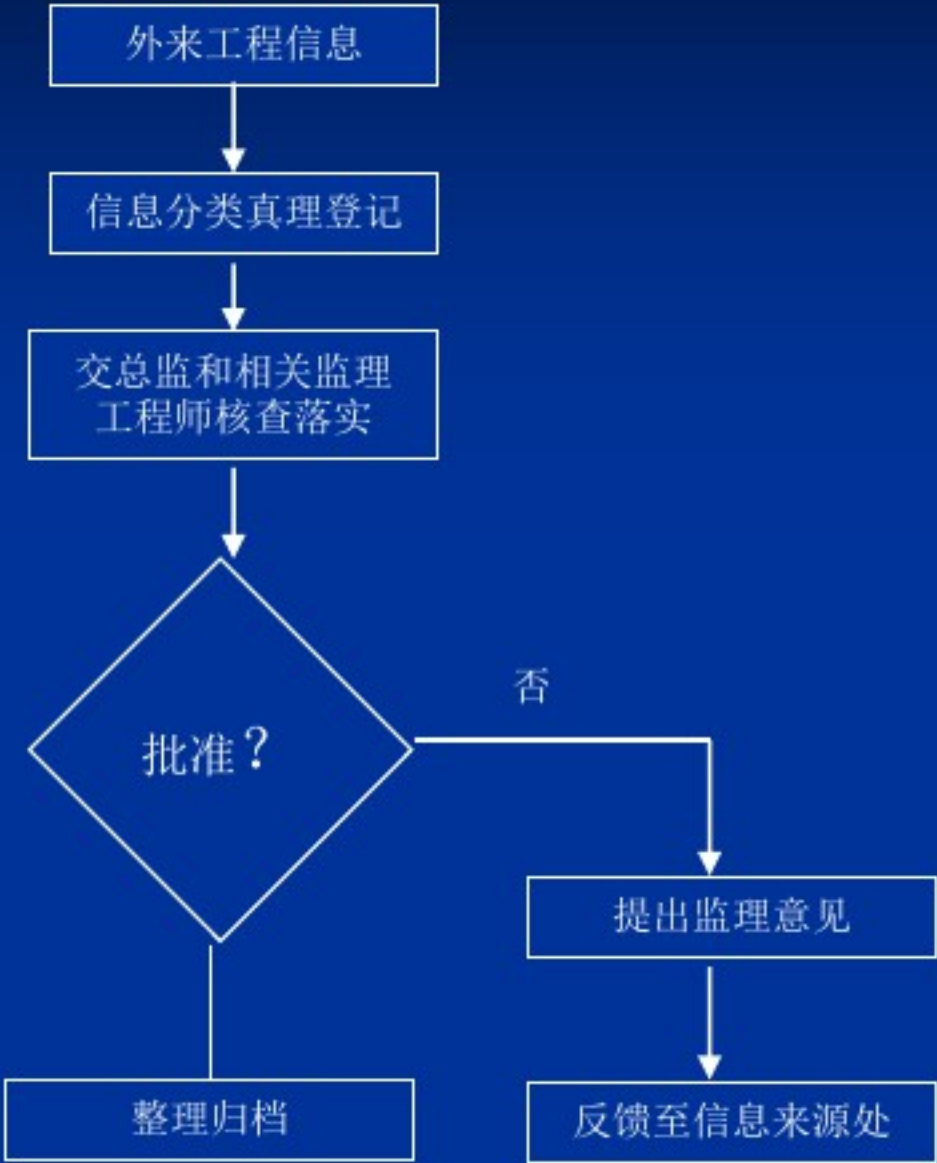 外来工程信息
信息分类真理登记
交总监和相关监理
工程师核查落实
否
批准？
提出监理意见
整理归档
反馈至信息来源处